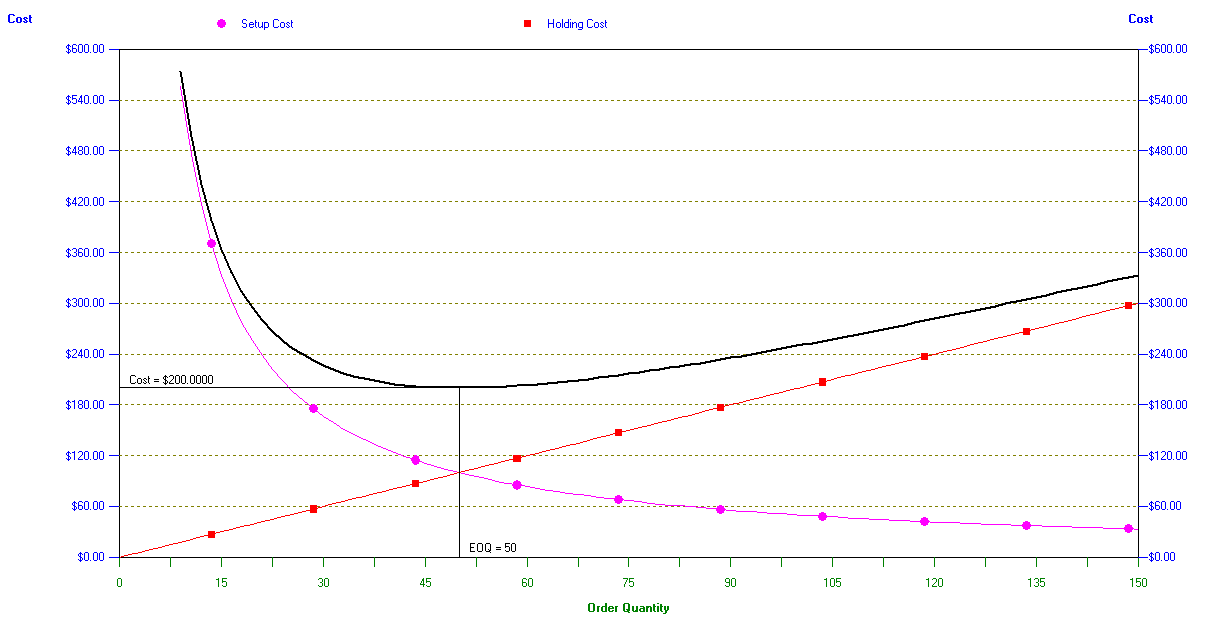 Cost
Setup Cost
Holding Cost
Cost
$600.00
$600.00
$540.00
$540.00
$480.00
$480.00
$420.00
$420.00
$360.00
$360.00
$300.00
$300.00
$240.00
$240.00
Cost = $200.0000
$180.00
$180.00
$120.00
$120.00
$60.00
$60.00
EOQ = 50
$0.00
$0.00
0 15 30 45 60 75 90 105 120 135 150
Order Quantity